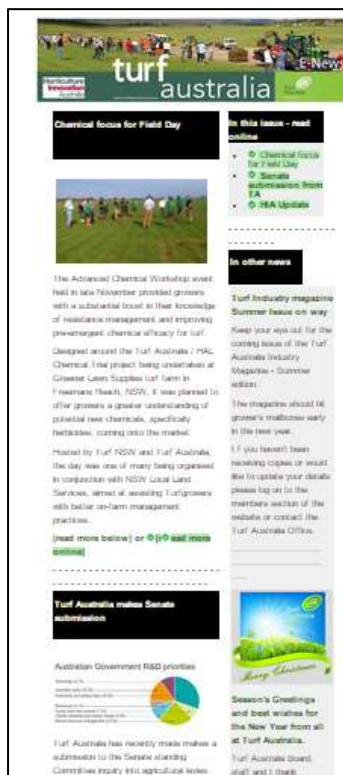 E-News
Horticulture
Innovation
Australia
turf
australia
Chemical focus for Field Day
The Advanced Chemical Workshop event
held in late November provided growers
with a substantial boost in their knowledge
of resistance management and improving
pre-emergent chemical efficacy for turf.
Designed around the Turf Australia / HAL
Chemical Trial project being undertaken at
Greater Lawn Supplies turf farm in
Freemans Reach, NSW, it was planned to
offer growers a greater understanding of
potential new chemicals, specifically
herbicides, coming onto the market.
Hosted by Turf NSW and Turf Australia,
the day was one of many being organised
in conjunction with NSW Local Land
Services, aimed at assisting Turfgrowers
with better on-farm management
practices.
[read more below] or [read more
online]
Turf Australia makes Senate
submission
Australian Government R&D priorities
Turf Australia has recently made makes a
submission to the Senate standing
Committee inquiry into agricultural levies
In this issue - read
online
Chemical focus
for Field Day
Senate
submission from
TA
HIA Update
In other news
Turf Industry magazine
Summer Issue on way
Keep your eye out for the
coming issue of the Turf
Australia Industry
Magazine - Summer
edition.
The magazine should hit
grower's mailboxes early
in the new year.
I f you haven't been
receiving copies or would
like to update your details
please log on to the
members section of the
website or contact the
Turf Australia Office.
Merry Christmas
Season's Greetings
and best wishes for
the New Year from all
at Turf Australia.
Turf Australia Board,
staff and I thank